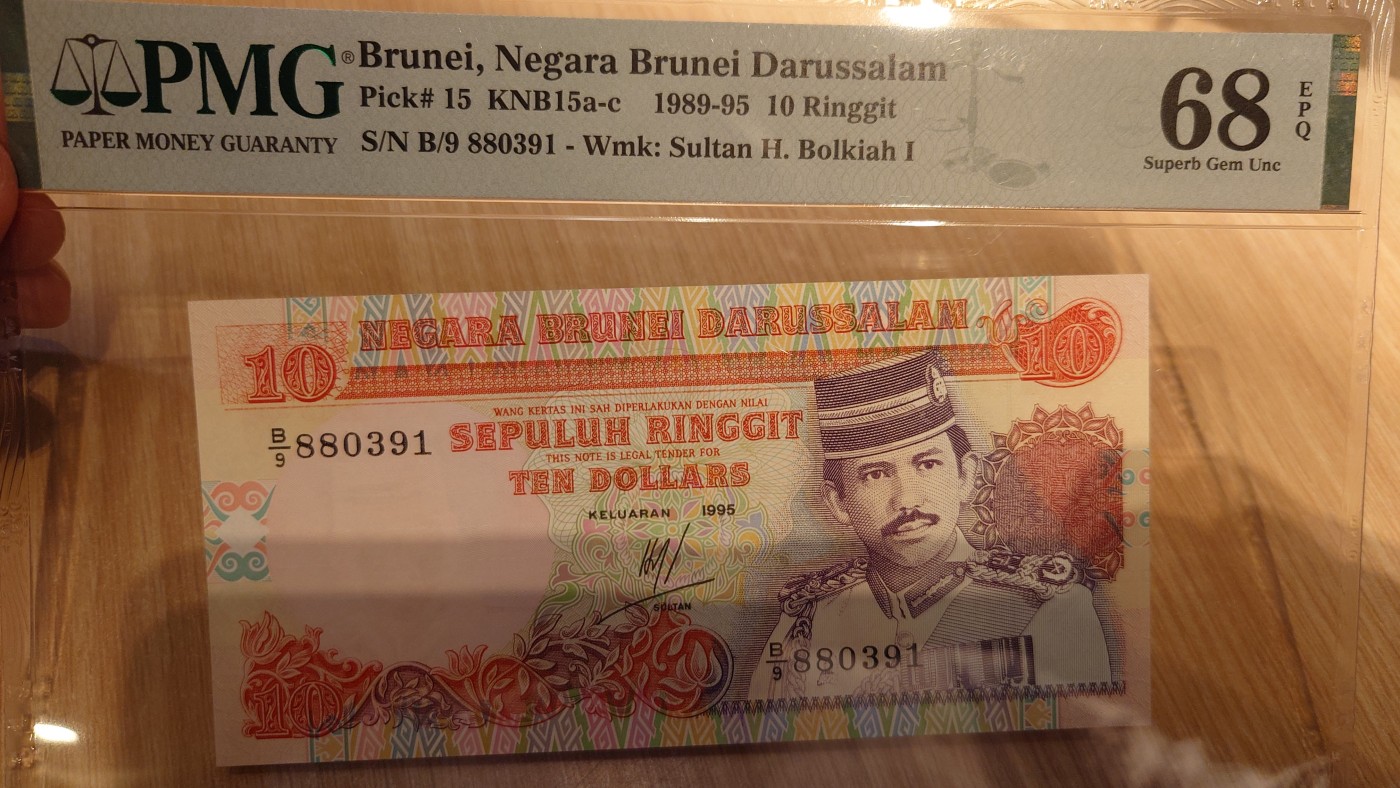 PMG®
PAPER MONEY GUARANTY
Brunei, Negara Brunei Darussalam
Pick# 15 KNB15a-c 1989-95 10 Ringgit
S/N B/9 880391 - Wmk: Sultan H. Bolkiah I
68
EPQ
Superb Gem Unc
10
NEGARA BRUNEI DARUSSALAM
10
WANG KERTAS INI SAH DIPERLAKUKAN DENGAN NILAI
B/9 880391
SEPULUH RINGGIT
THIS NOTE IS LEGAL TENDER FOR
TEN DOLLARS
KELUARAN 1995
SULTAN
B/9 880391
10